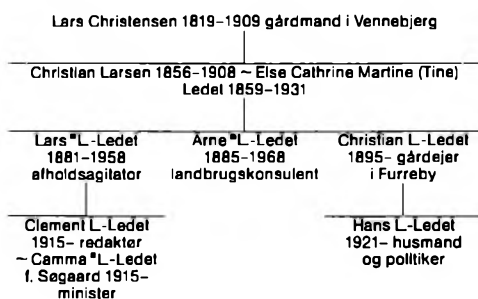 Lars Christensen 1819-1909 gårdmand i Vennebjerg
Christian Larsen 1856-1908 ~ Else Cathrine Martine (Tine)
Ledet 1859-1931
Lars *L.-Ledet
1881-1958
afholdsagitator
Arne *L.-Ledet
1885-1968
landbrugskonsulent
Christian L.-Ledet
1895- gårdejer
i Furreby
Clement L.-Ledet
1915- redaktør
~ Camma *L.-Ledet
f. Søgaard 1915-
minister
Hans L.-Ledet
1921- husmand
og politiker